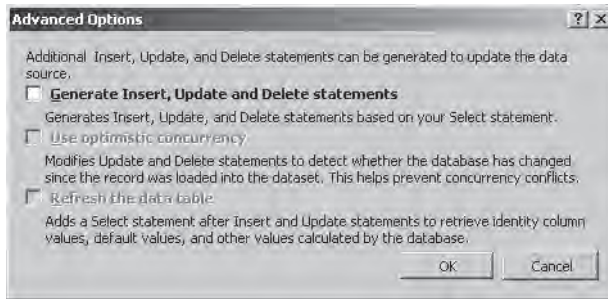 Advanced Options
? X
Additional Insert, Update, and Delete statements can be generated to update the data
source.
Generate Insert, Update and Delete statements
Generates Insert, Update, and Delete statements based on your Select statement.
Use optimistic concurrency
Modifies Update and Delete statements to detect whether the database has changed
since the record was loaded into the dataset. This helps prevent concurrency conflicts.
Refresh the data table
Adds a Select statement after Insert and Update statements to retrieve identity column
values, default values, and other values calculated by the database.
OK
Cancel